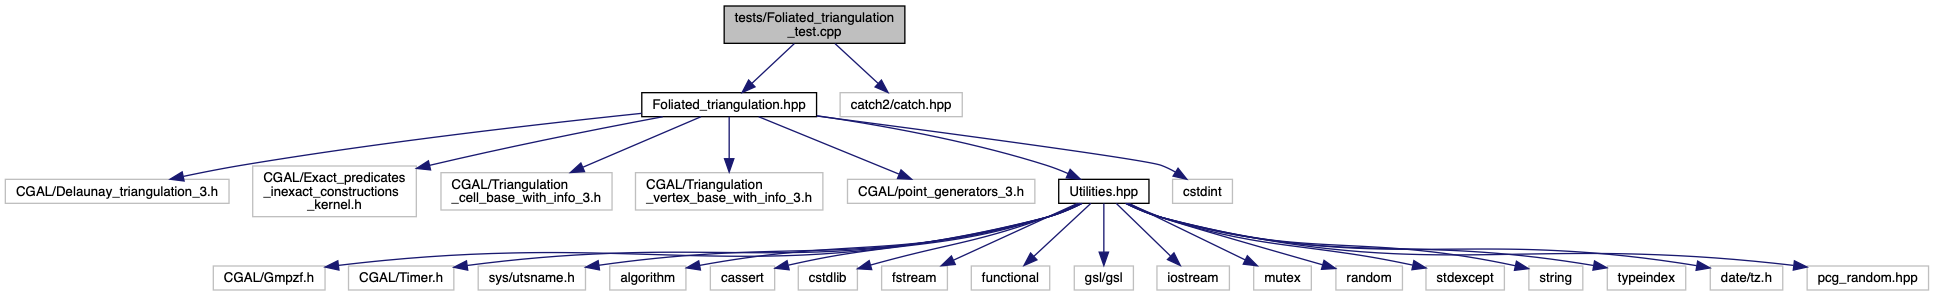 tests/Foliated_triangulation
_test.cpp
Foliated_triangulation.hpp
catch2/catch.hpp
CGAL/Delaunay_triangulation_3.h
CGAL/Exact_predicates
_inexact_constructions
_kernel.h
CGAL/Triangulation
_cell_base_with_info_3.h
CGAL/Triangulation
_vertex_base_with_info_3.h
CGAL/point_generators_3.h
Utilities.hpp
cstdint
CGAL/Gmpzf.h
CGAL/Timer.h
sys/utsname.h
algorithm
cassert
cstdlib
fstream
functional
gsl/gsl
iostream
mutex
random
stdexcept
string
typeindex
date/tz.h
pcg_random.hpp